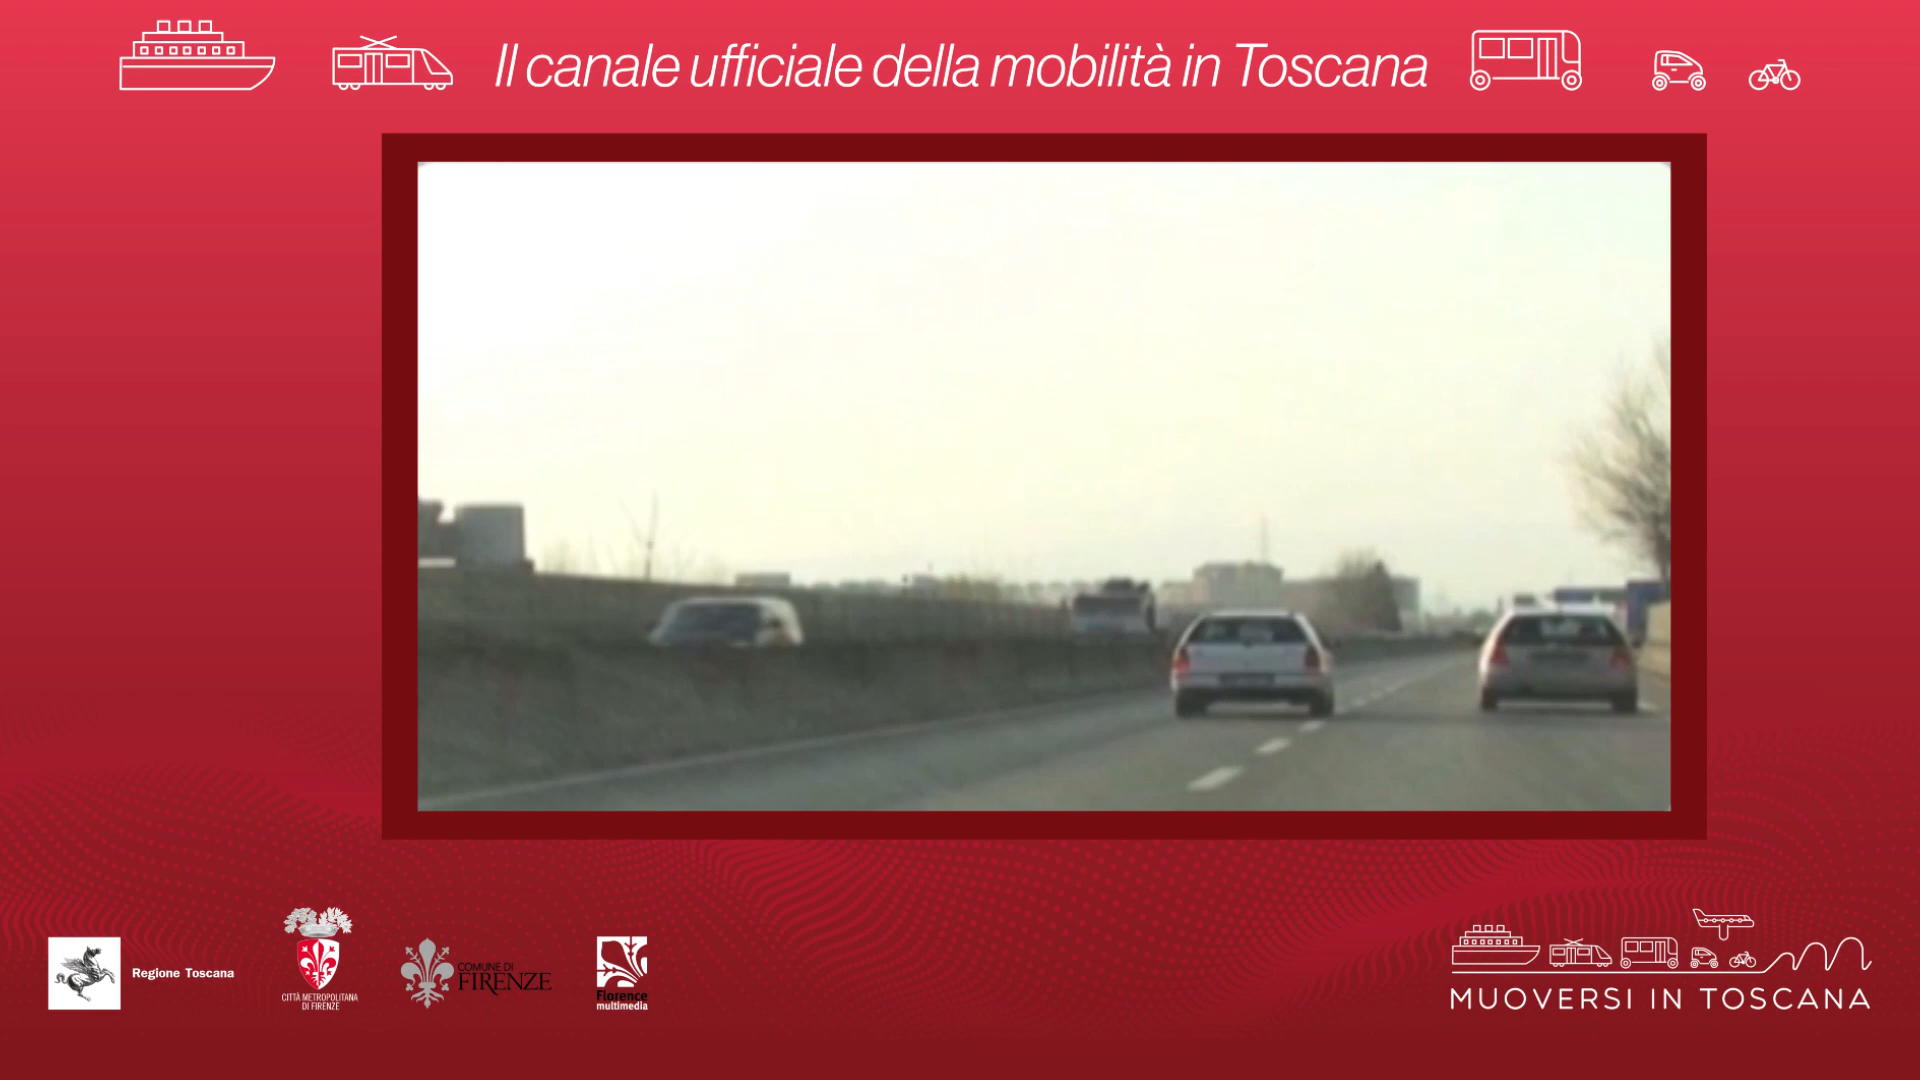 Il canale ufficiale della mobilità in Toscana
Regione Toscana
CITTÀ METROPOLITANA
DI FIRENZE
COMUNE DI
FIRENZE
Florence
multimedia
MUOVERSI IN TOSCANA